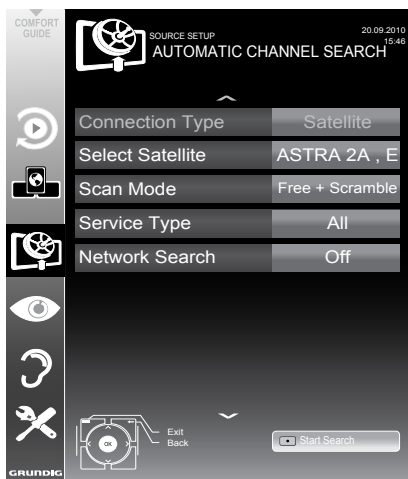 COMFORT
GUIDE
SOURCE SETUP
20.09.2010
15:46
AUTOMATIC CHANNEL SEARCH
Connection Type
Satellite
Select Satellite
ASTRA 2A , E
Scan Mode
Free + Scramble
Service Type
All
Network Search
Off
Exit
Back
OK
Start Search
GRUNDIG